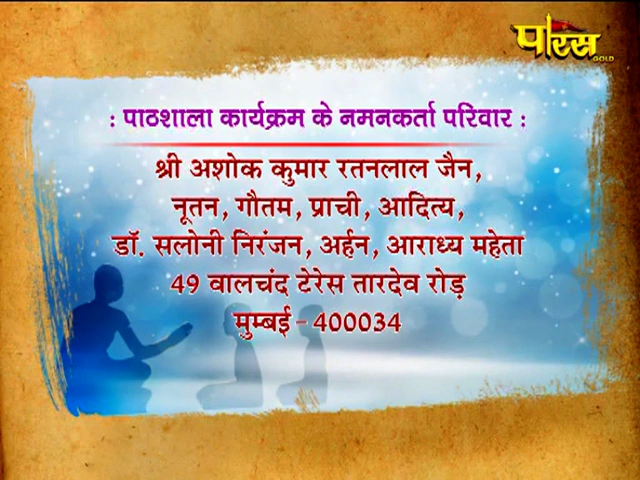 पारस
GOLD
: पाठशाला कार्यक्रम के नमनकर्ता परिवार :
श्री अशोक कुमार रतनलाल जैन,
नूतन, गौतम, प्राची, आदित्य,
डॉ. सलोनी निरंजन, अर्हन, आराध्य महेता
49 वालचंद टेरेस तारदेव रोड़
मुम्बई - 400034